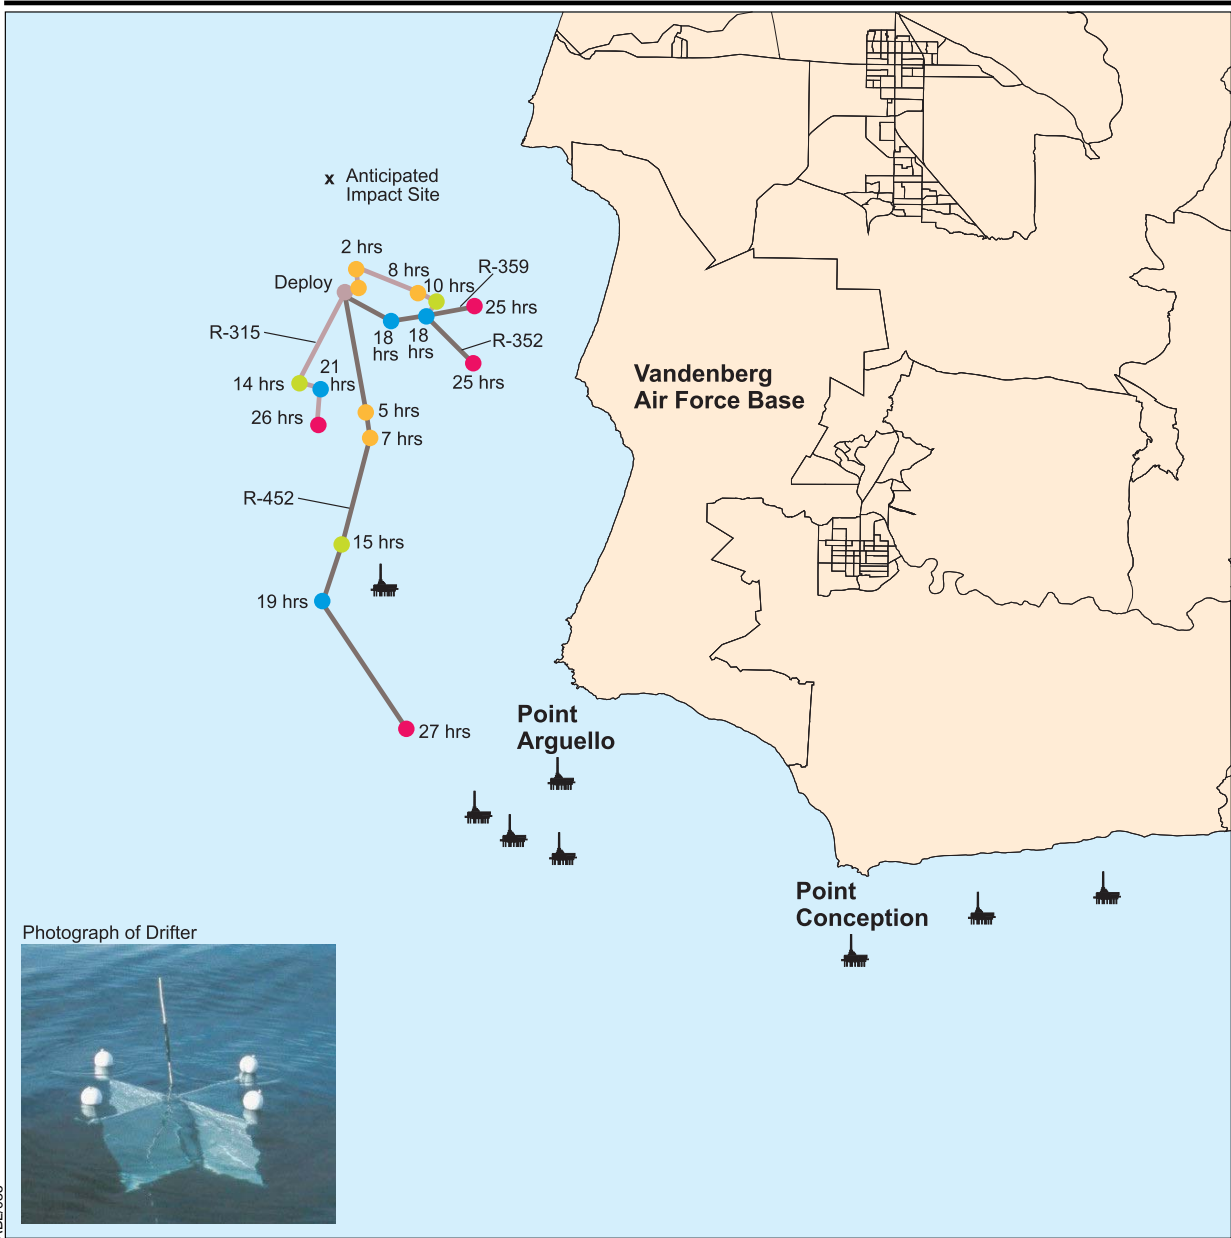 x Anticipated
Impact Site
2 hrs
8 hrs
R-359
Deploy
10 hrs
25 hrs
R-315
18
hrs
18
hrs
R-352
21
hrs
14 hrs
25 hrs
26 hrs
5 hrs
7 hrs
Vandenberg
Air Force Base
R-452
15 hrs
19 hrs
27 hrs
Point
Arguello
Point
Conception
Photograph of Drifter